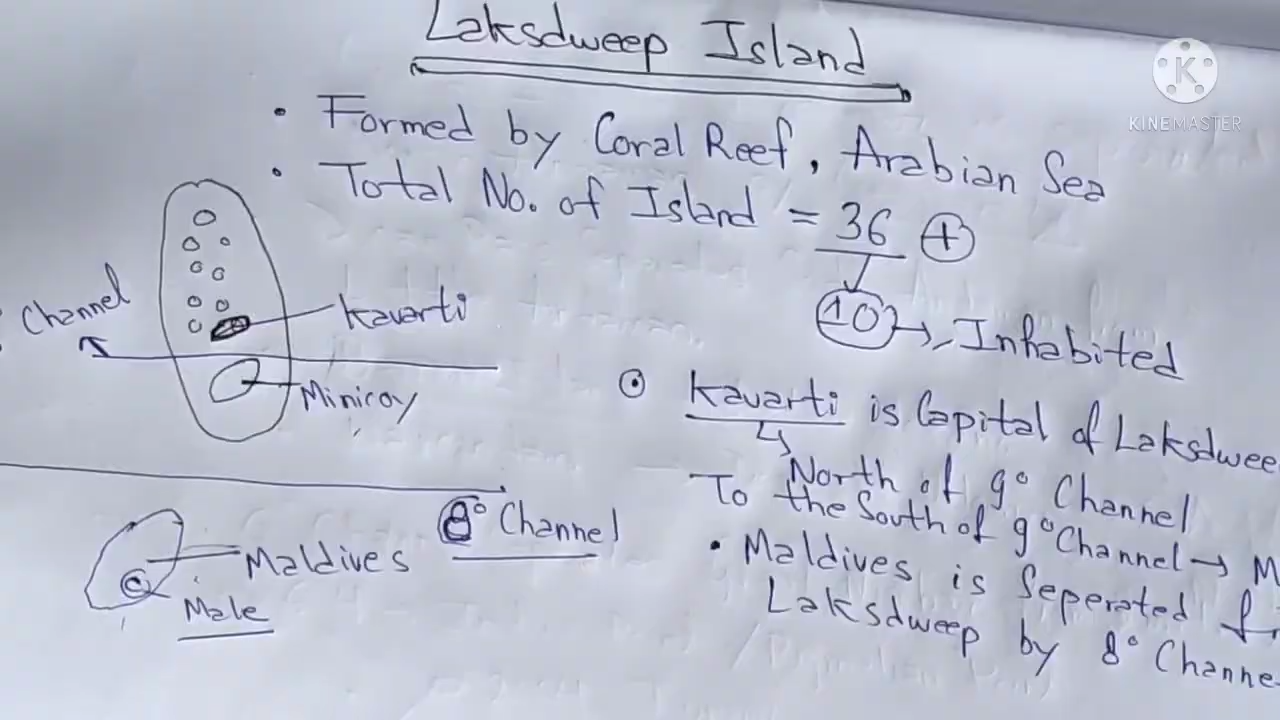 Laksdweep Island
K
KINEMASTER
• Formed by Coral Reef, Arabian Sea
• Total No. of Island = 36 +
10 → Inhabited
Channel
Kavarti
Minicoy
⊙ Kavarti is Capital of Laksdwee
North of 9° Channel
To the South of 9° Channel → M
• Maldives is Seperated f
Laksdweep by 8° Channe
8° Channel
Maldives
Male